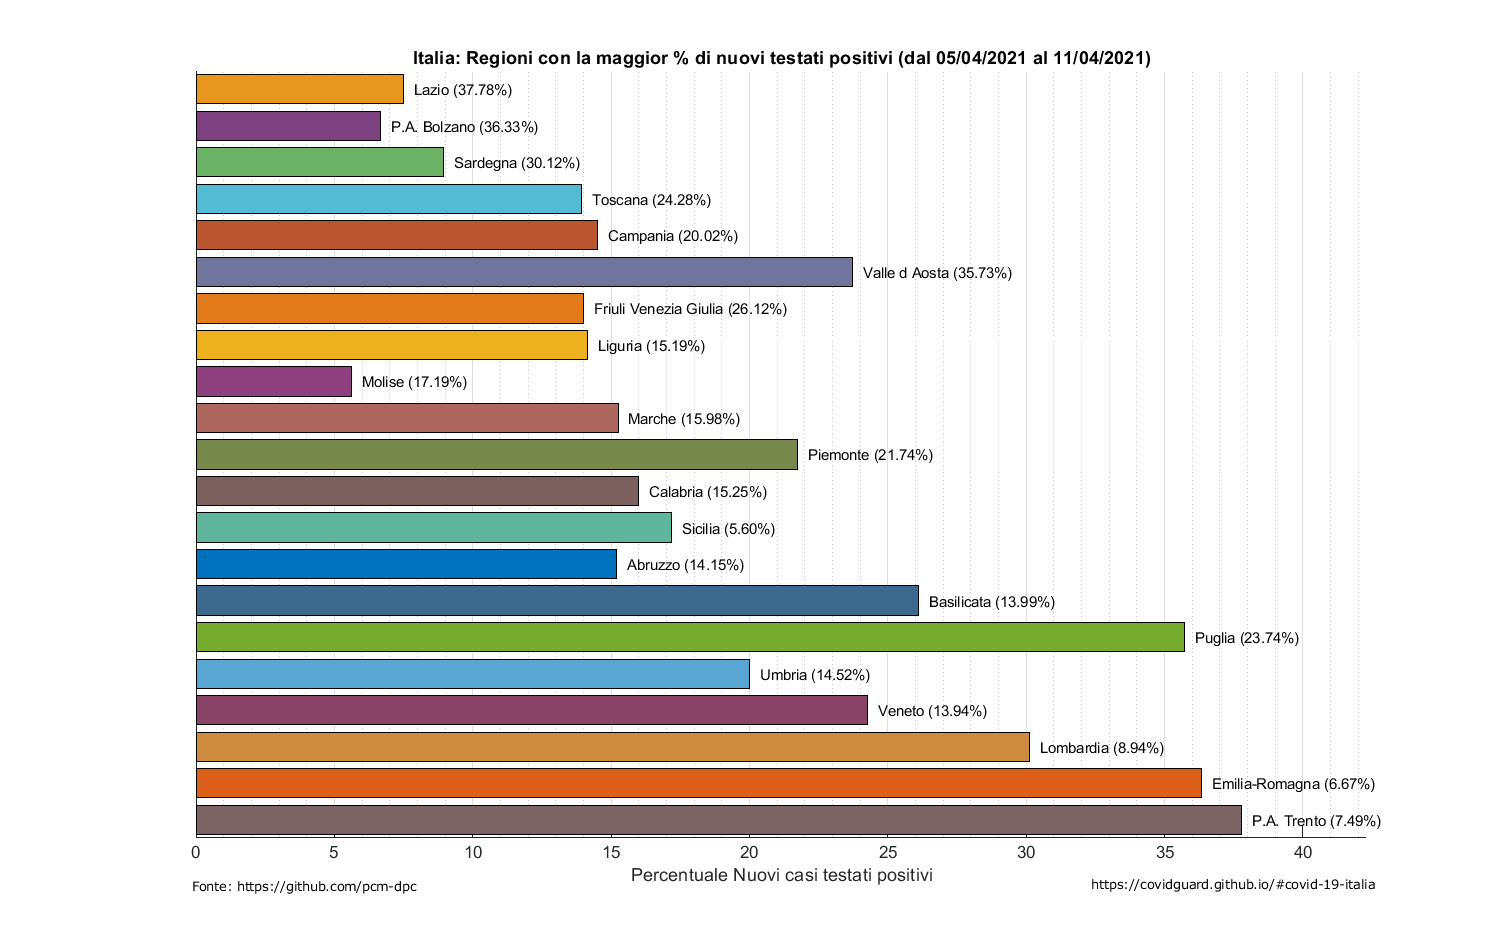 Italia: Regioni con la maggior % di nuovi testati positivi (dal 05/04/2021 al 11/04/2021)
Lazio (37.78%)
P.A. Bolzano (36.33%)
Sardegna (30.12%)
Toscana (24.28%)
Campania (20.02%)
Valle d Aosta (35.73%)
Friuli Venezia Giulia (26.12%)
Liguria (15.19%)
Molise (17.19%)
Marche (15.98%)
Piemonte (21.74%)
Calabria (15.25%)
Sicilia (5.60%)
Abruzzo (14.15%)
Basilicata (13.99%)
Puglia (23.74%)
Umbria (14.52%)
Veneto (13.94%)
Lombardia (8.94%)
Emilia-Romagna (6.67%)
P.A. Trento (7.49%)
0 5 10 15 20 25 30 35 40
Percentuale Nuovi casi testati positivi
Fonte: https://github.com/pcm-dpc
https://covidguard.github.io/#covid-19-italia